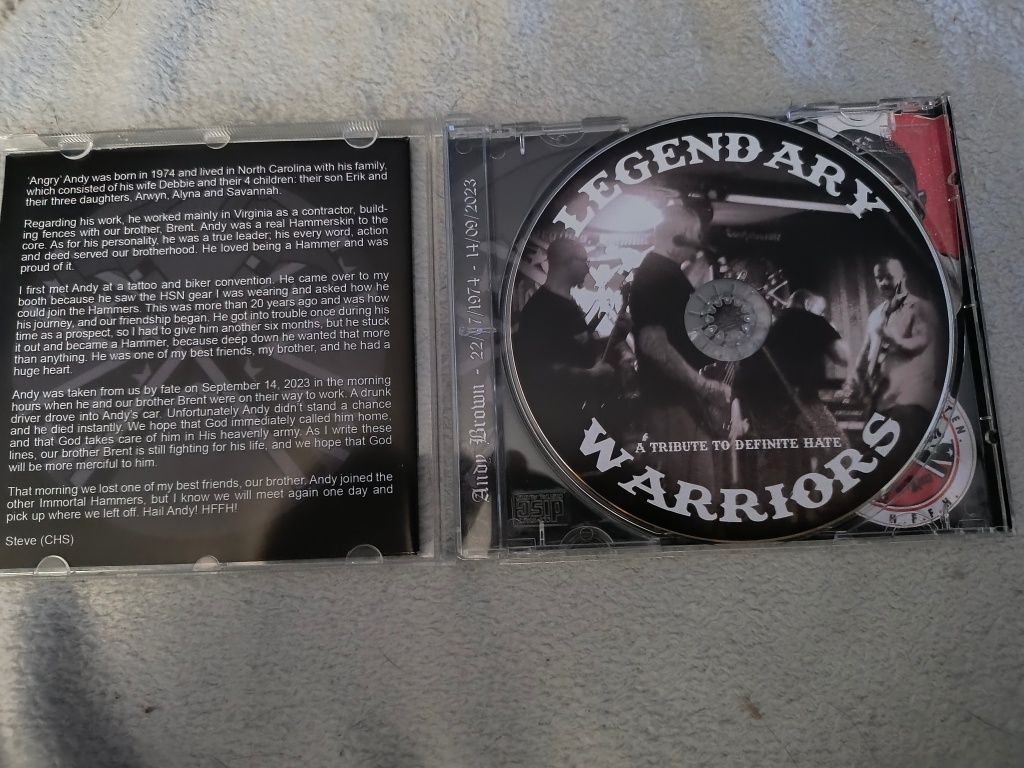 'Angry' Andy was born in 1974 and lived in North Carolina with his family,
which consisted of his wife Debbie and their 4 children: their son Erik and
their three daughters, Arwyn, Alyna and Savannah.
Regarding his work, he worked mainly in Virginia as a contractor, build-
ing fences with our brother, Brent. Andy was a real Hammerskin to the
core. As for his personality, he was a true leader; his every word, action
and deed served our brotherhood. He loved being a Hammer and was
proud of it.
I first met Andy at a tattoo and biker convention. He came over to my
booth because he saw the HSN gear I was wearing and asked how he
could join the Hammers. This was more than 20 years ago and was how
his journey, and our friendship began. He got into trouble once during his
time as a prospect, so I had to give him another six months, but he stuck
it out and became a Hammer, because deep down he wanted that more
than anything. He was one of my best friends, my brother, and he had a
huge heart.
Andy was taken from us by fate on September 14, 2023 in the morning
hours when he and our brother Brent were on their way to work. A drunk
driver drove into Andy's car. Unfortunately Andy didn't stand a chance
and he died instantly. We hope that God immediately called him home,
and that God takes care of him in His heavenly army. As I write these
lines, our brother Brent is still fighting for his life, and we hope that God
will be more merciful to him.
That morning we lost one of my best friends, our brother. Andy joined the
other Immortal Hammers, but I know we will meet again one day and
pick up where we left off. Hail Andy! HFFH!
Steve (CHS)
Andy Brown - 22/07/1974 - 14/09/2023
disc
LEGENDARY
A TRIBUTE TO DEFINITE HATE
WARRIORS
H.F.F.H.